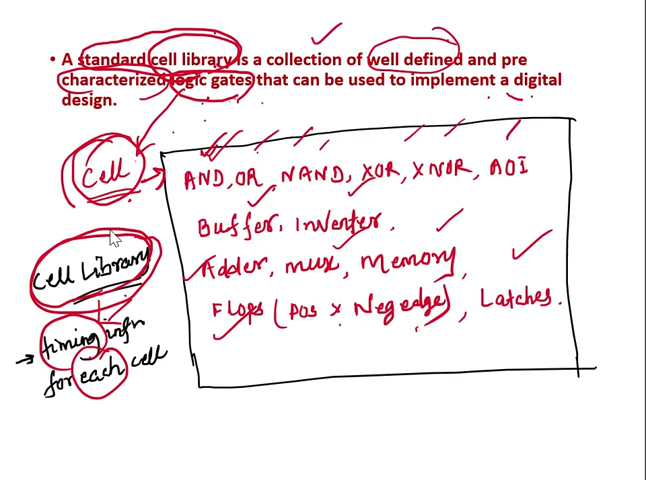 • A standard cell library is a collection of well defined and pre
characterized logic gates that can be used to implement a digital
design.
Cell
AND, OR, NAND, XOR, XNOR, AOI
Buffer, Inverter.
Adder, mux, Memory,
Flops (Pos x Neg edge), Latches.
Cell Library
timing infn
for each cell